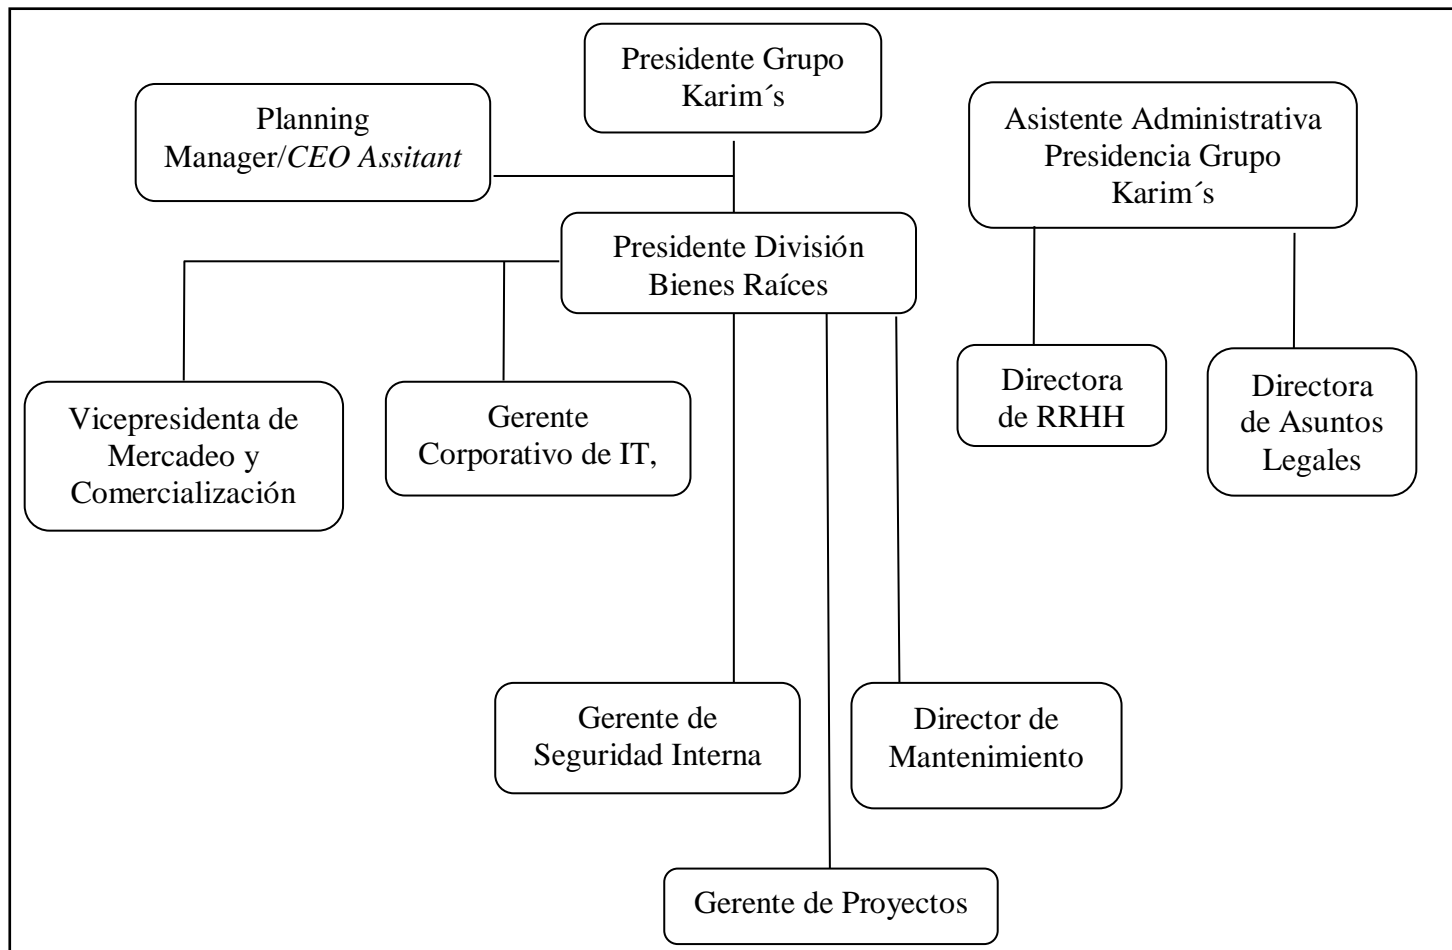 Presidente Grupo
Karim´s
Planning
Manager/CEO Assitant
Asistente Administrativa
Presidencia Grupo
Karim´s
Presidente División
Bienes Raíces
Vicepresidenta de
Mercadeo y
Comercialización
Gerente
Corporativo de IT,
Directora
de RRHH
Directora
de Asuntos
Legales
Gerente de
Seguridad Interna
Director de
Mantenimiento
Gerente de Proyectos